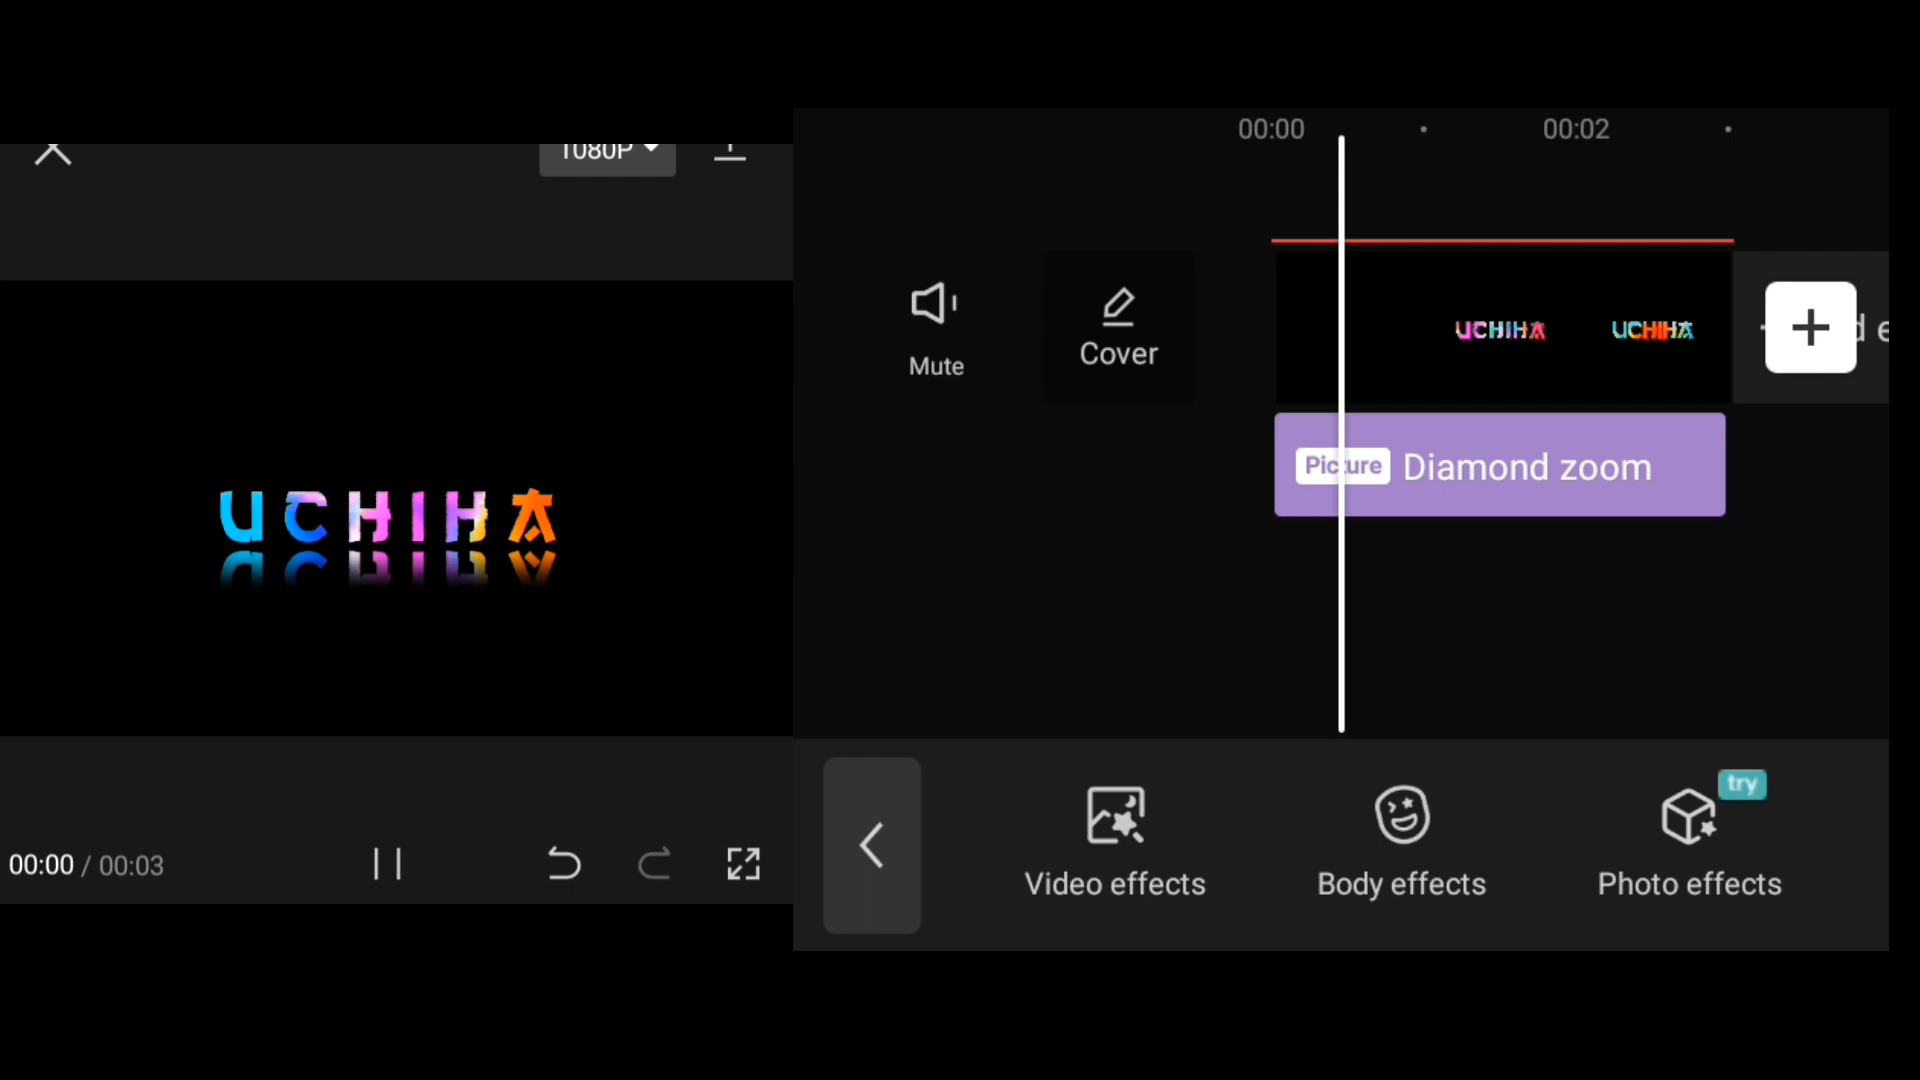 1080P
UCHIHA
00:00 / 00:03
00:00
00:02
Mute
Cover
UCHIHA
UCHIHA
Picture Diamond zoom
Video effects
Body effects
try
Photo effects